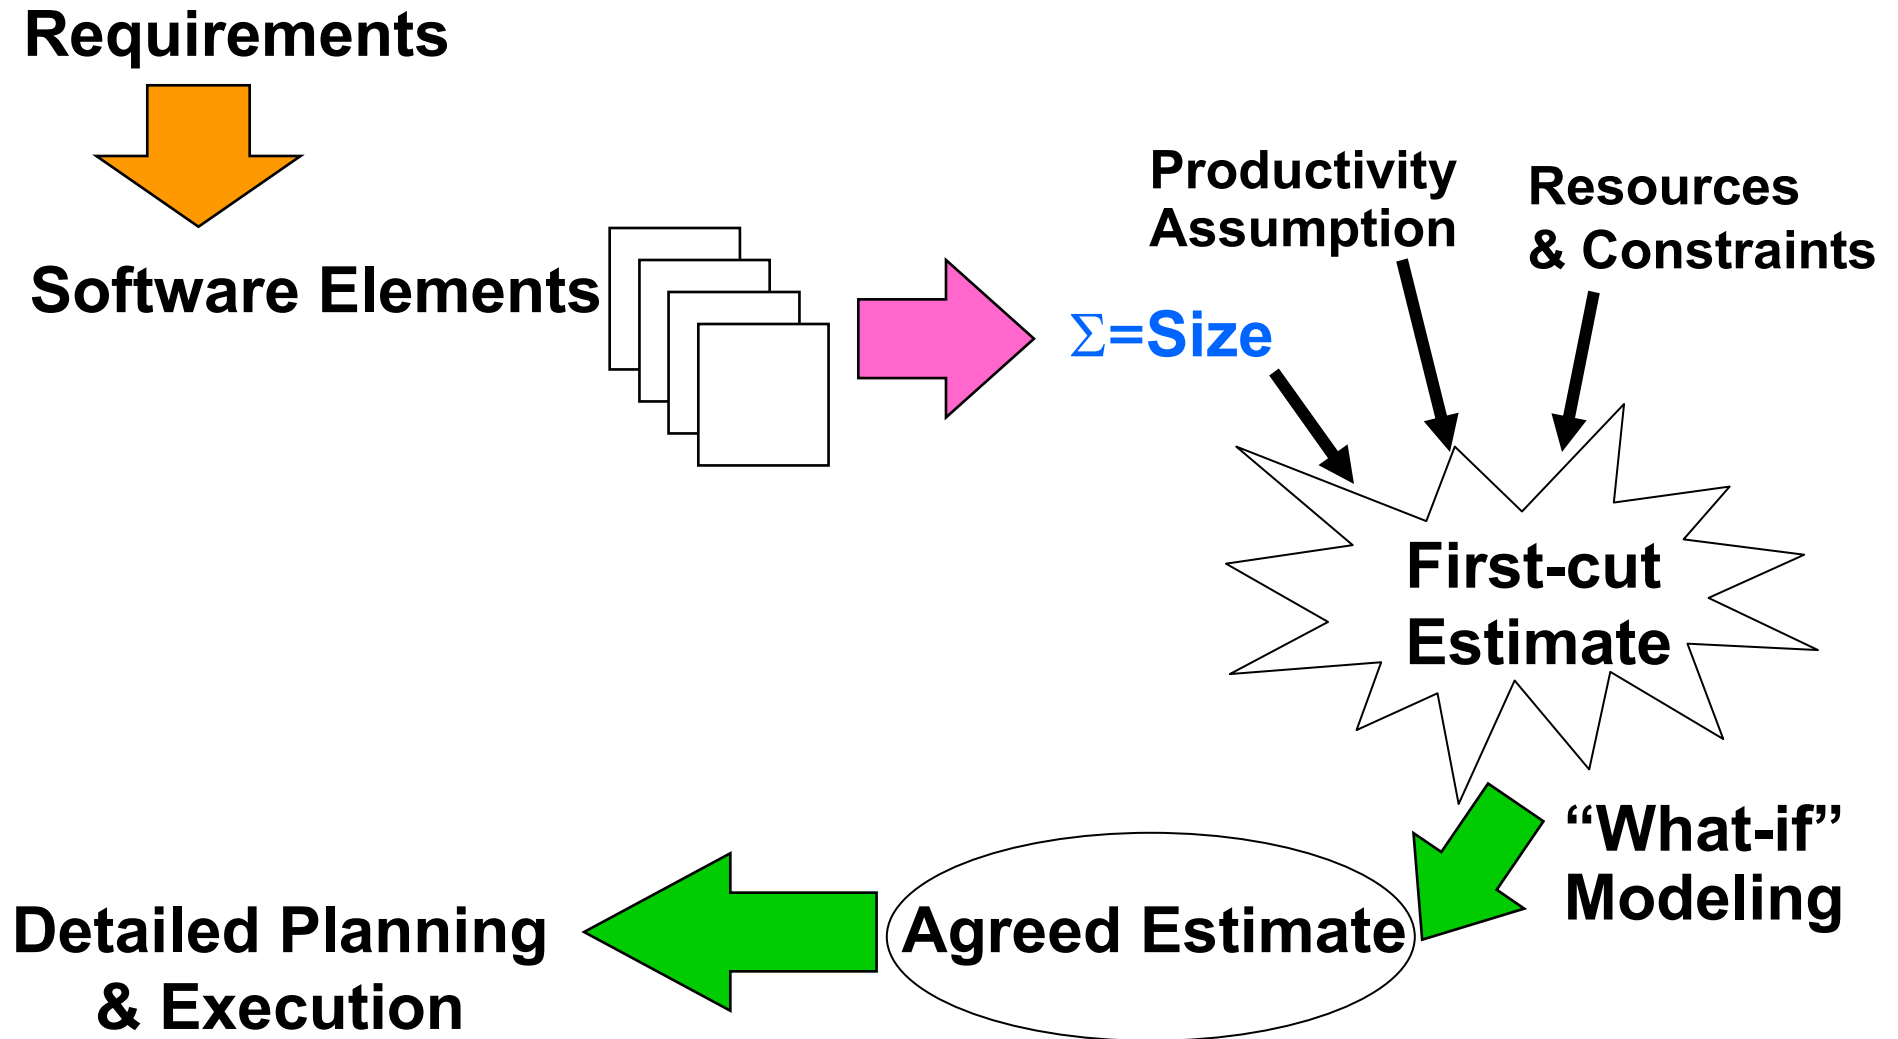 Requirements
Software Elements
Σ=Size
Productivity
Assumption
Resources
& Constraints
First-cut
Estimate
“What-if”
Modeling
Agreed Estimate
Detailed Planning
& Execution